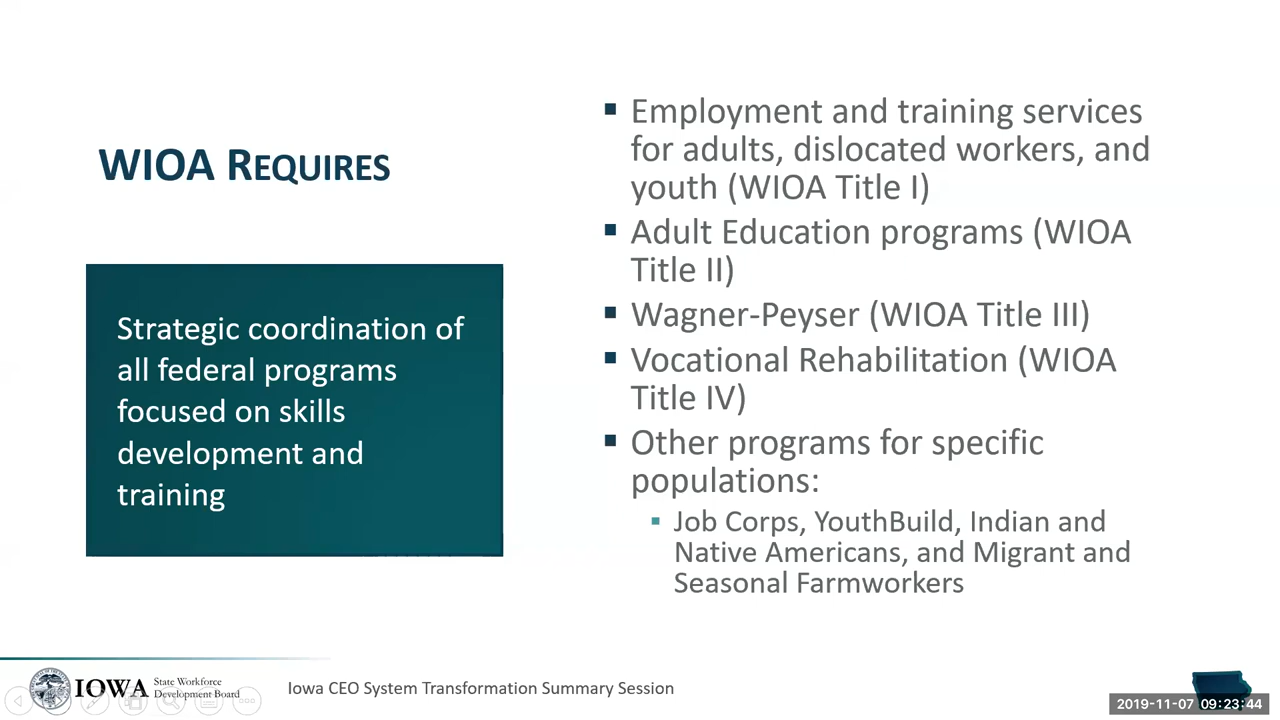 WIOA REQUIRES
Strategic coordination of
all federal programs
focused on skills
development and
training
▪ Employment and training services
for adults, dislocated workers, and
youth (WIOA Title I)
▪ Adult Education programs (WIOA
Title II)
▪ Wagner-Peyser (WIOA Title III)
▪ Vocational Rehabilitation (WIOA
Title IV)
▪ Other programs for specific
populations:
▪ Job Corps, YouthBuild, Indian and
Native Americans, and Migrant and
Seasonal Farmworkers
IOWA State Workforce
Development Board
Iowa CEO System Transformation Summary Session
2019-11-07 09:23:44